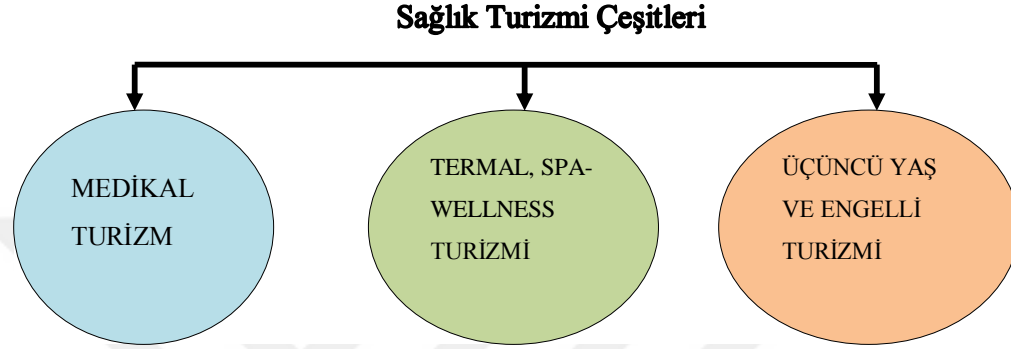 Sağlık Turizmi Çeşitleri
MEDİKAL
TURİZM
TERMAL, SPA-
WELLNESS
TURİZMİ
ÜÇÜNCÜ YAŞ
VE ENGELLİ
TURİZMİ